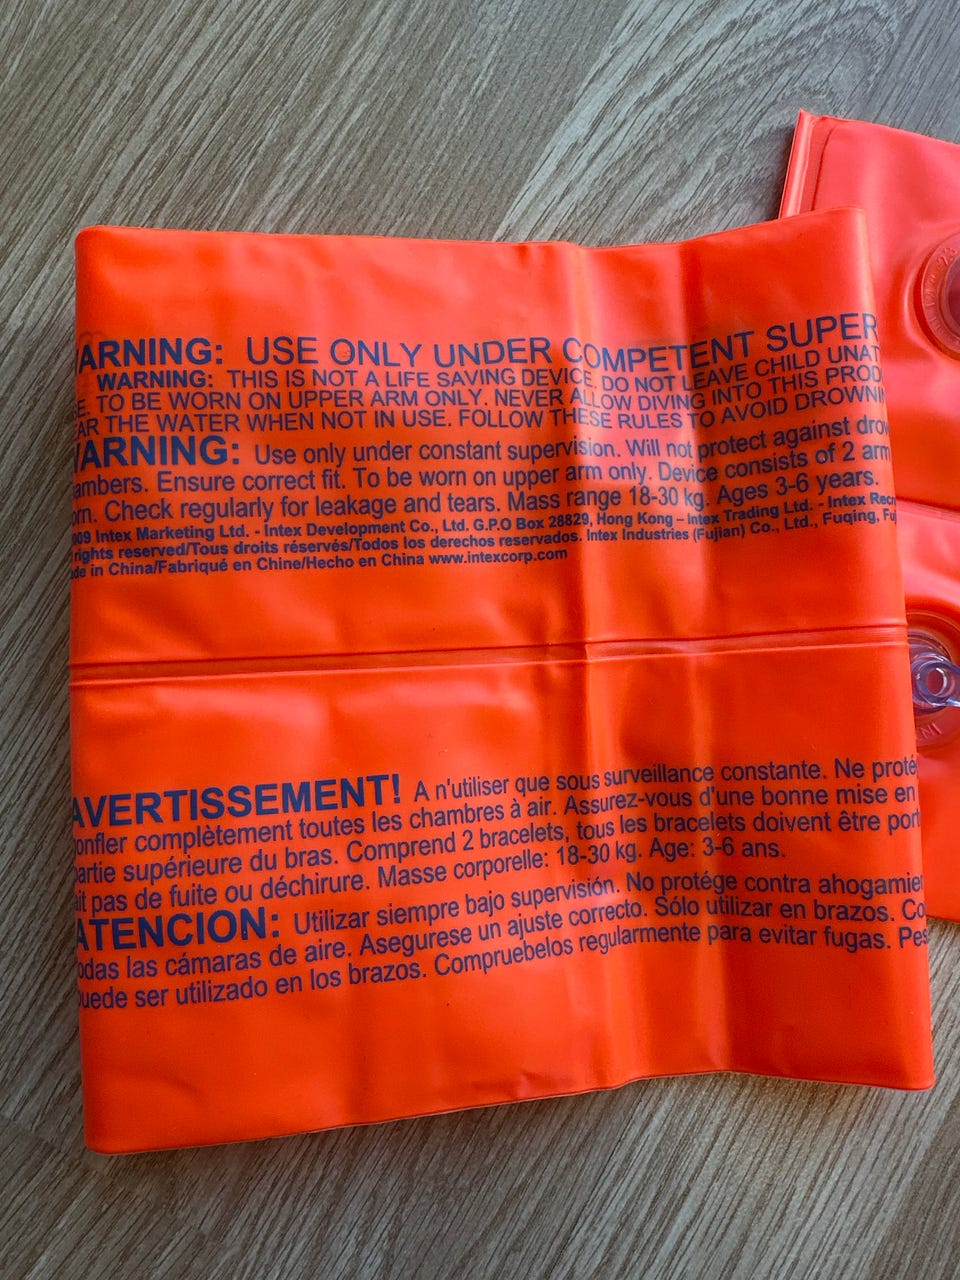 ARNING: USE ONLY UNDER COMPETENT SUPER
WARNING: THIS IS NOT A LIFE SAVING DEVICE. DO NOT LEAVE CHILD UNAT
E. TO BE WORN ON UPPER ARM ONLY. NEVER ALLOW DIVING INTO THIS PROD
EAR THE WATER WHEN NOT IN USE. FOLLOW THESE RULES TO AVOID DROWNIN
ARNING: Use only under constant supervision. Will not protect against drow
ambers. Ensure correct fit. To be worn on upper arm only. Device consists of 2 arm
orn. Check regularly for leakage and tears. Mass range 18-30 kg. Ages 3-6 years.
009 Intex Marketing Ltd. - Intex Development Co., Ltd. G.P.O Box 28829, Hong Kong – Intex Trading Ltd. - Intex Recr
rights reserved/Tous droits réservés/Todos los derechos reservados. Intex Industries (Fujian) Co., Ltd., Fuqing, Fuj
de in China/Fabriqué en Chine/Hecho en China www.intexcorp.com
AVERTISSEMENT! A n'utiliser que sous surveillance constante. Ne proté
onfler complètement toutes les chambres à air. Assurez-vous d'une bonne mise en
partie supérieure du bras. Comprend 2 bracelets, tous les bracelets doivent être port
ait pas de fuite ou déchirure. Masse corporelle: 18-30 kg. Age: 3-6 ans.
ATENCION: Utilizar siempre bajo supervisión. No protége contra ahogamie
odas las cámaras de aire. Asegurese un ajuste correcto. Sólo utilizar en brazos. Co
puede ser utilizado en los brazos. Compruebelos regularmente para evitar fugas. Pes